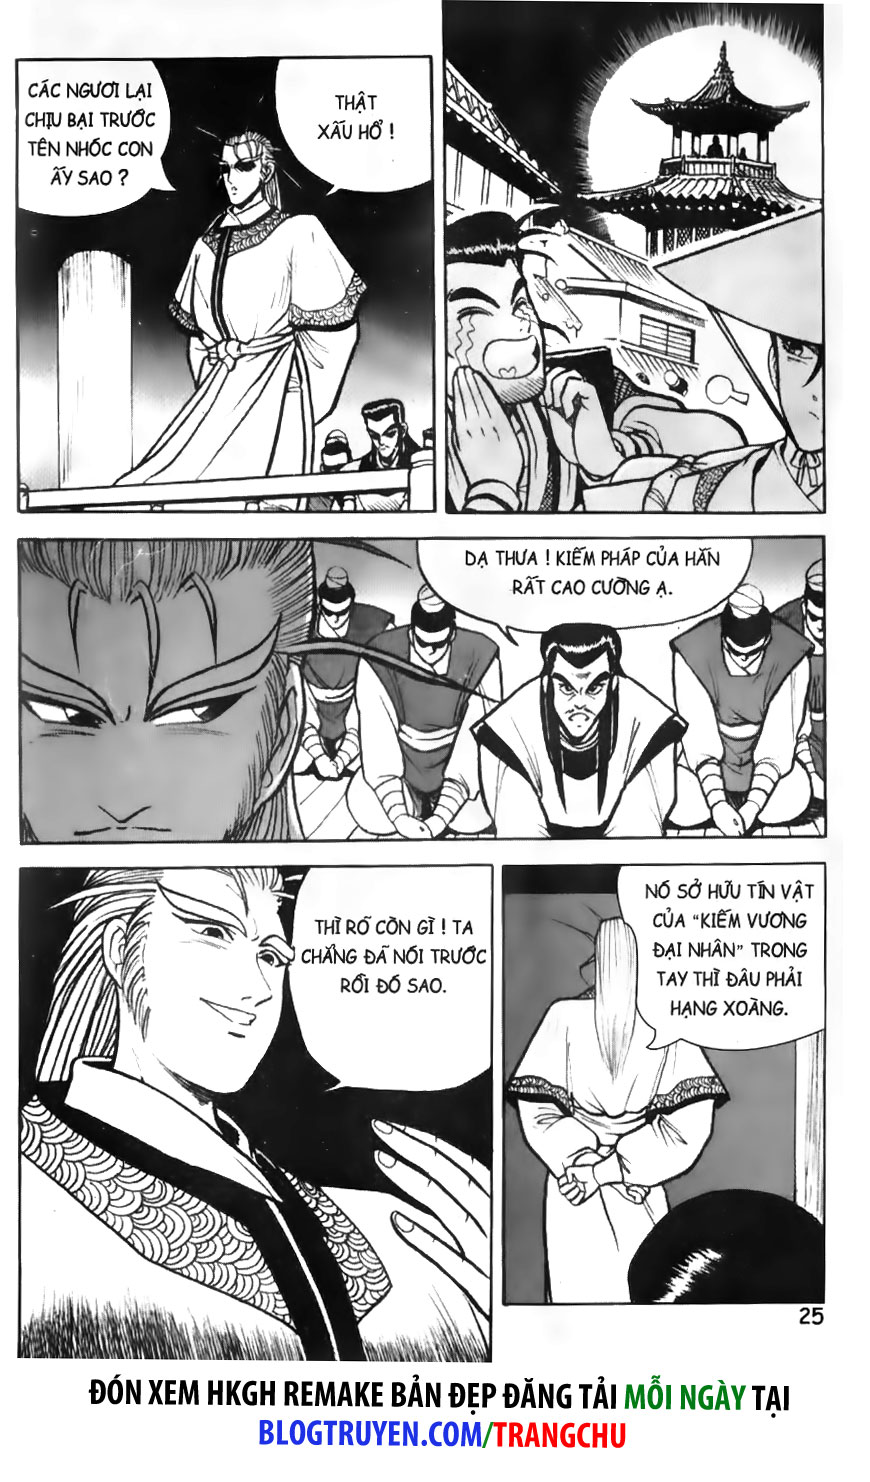 THẬT
XẤU HỔ !
CÁC NGƯƠI LẠI
CHỊU BẠI TRƯỚC
TÊN NHỐC CON
ẤY SAO ?
DẠ THƯA ! KIẾM PHÁP CỦA HẮN
RẤT CAO CƯỜNG Ạ.
THÌ RỐ CÒN GÌ ! TA
CHẲNG ĐÃ NÓI TRƯỚC
RỒI ĐÓ SAO.
NÓ SỞ HỮU TÍN VẬT
CỦA "KIẾM VƯƠNG
ĐẠI NHÂN" TRONG
TAY THÌ ĐÂU PHẢI
HẠNG XOÀNG.
25
ĐÓN XEM HKGH REMAKE BẢN ĐẸP ĐĂNG TẢI MỖI NGÀY TẠI
BLOGTRUYEN.COM/TRANGCHU